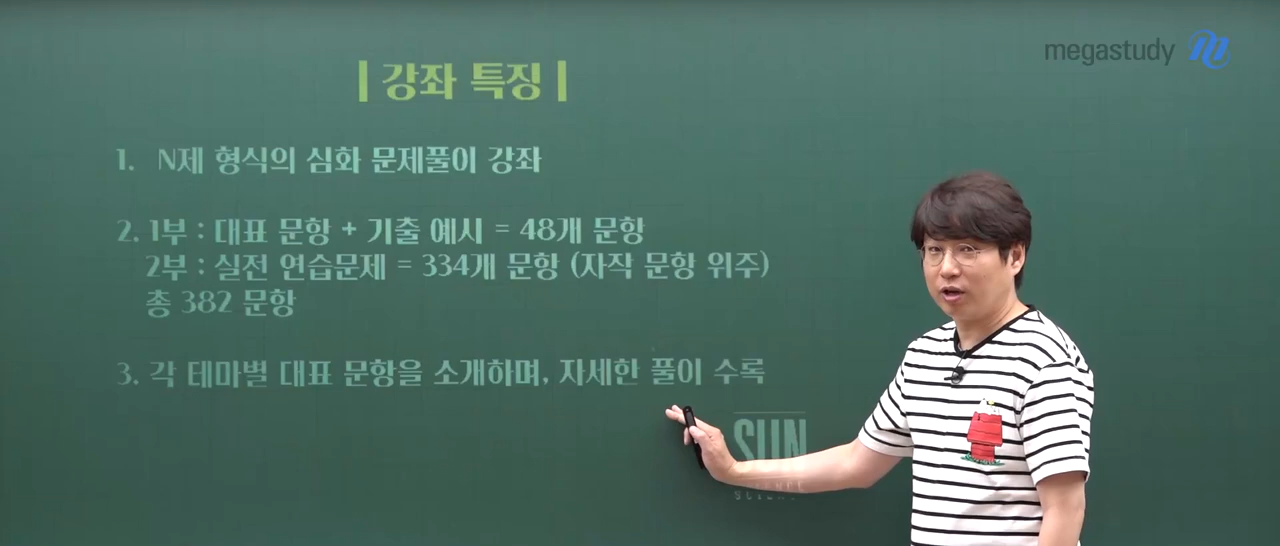 megastudy
| 강좌 특징 |
1. N제 형식의 심화 문제풀이 강좌
2. 1부 : 대표 문항 + 기출 예시 = 48개 문항
2부 : 실전 연습문제 = 334개 문항 (자작 문항 위주)
총 382 문항
3. 각 테마별 대표 문항을 소개하며, 자세한 풀이 수록
SUN